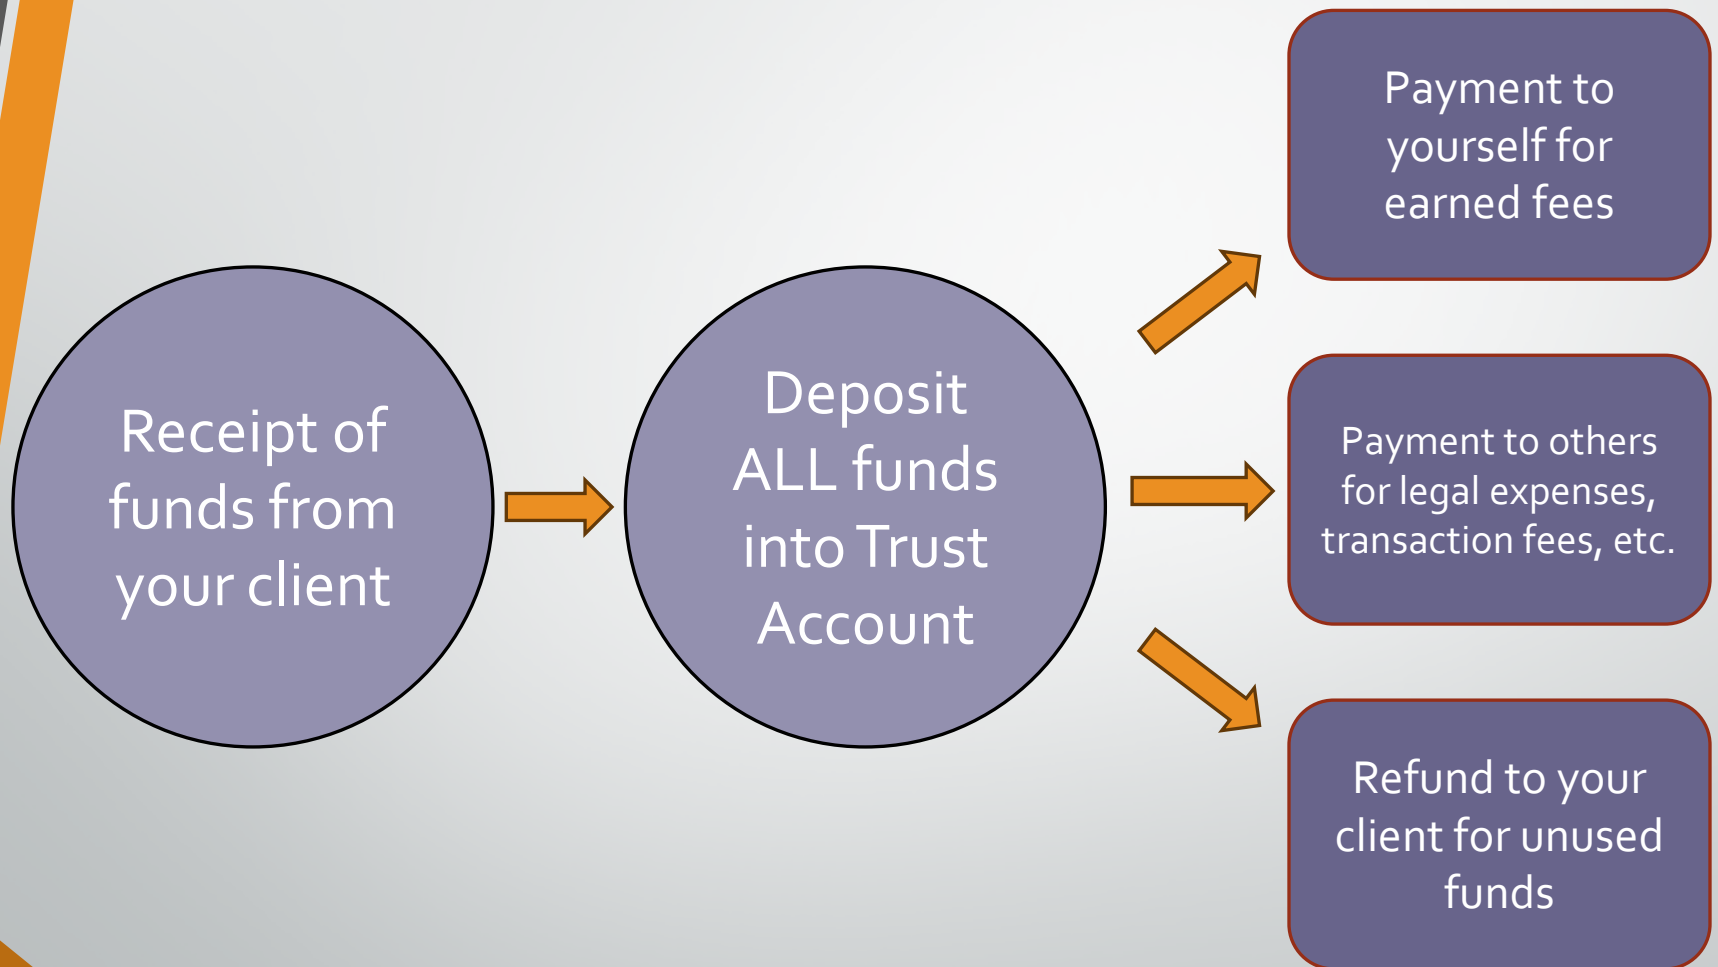 Receipt of
funds from
your client
Deposit
ALL funds
into Trust
Account
Payment to
yourself for
earned fees
Payment to others
for legal expenses,
transaction fees, etc.
Refund to your
client for unused
funds